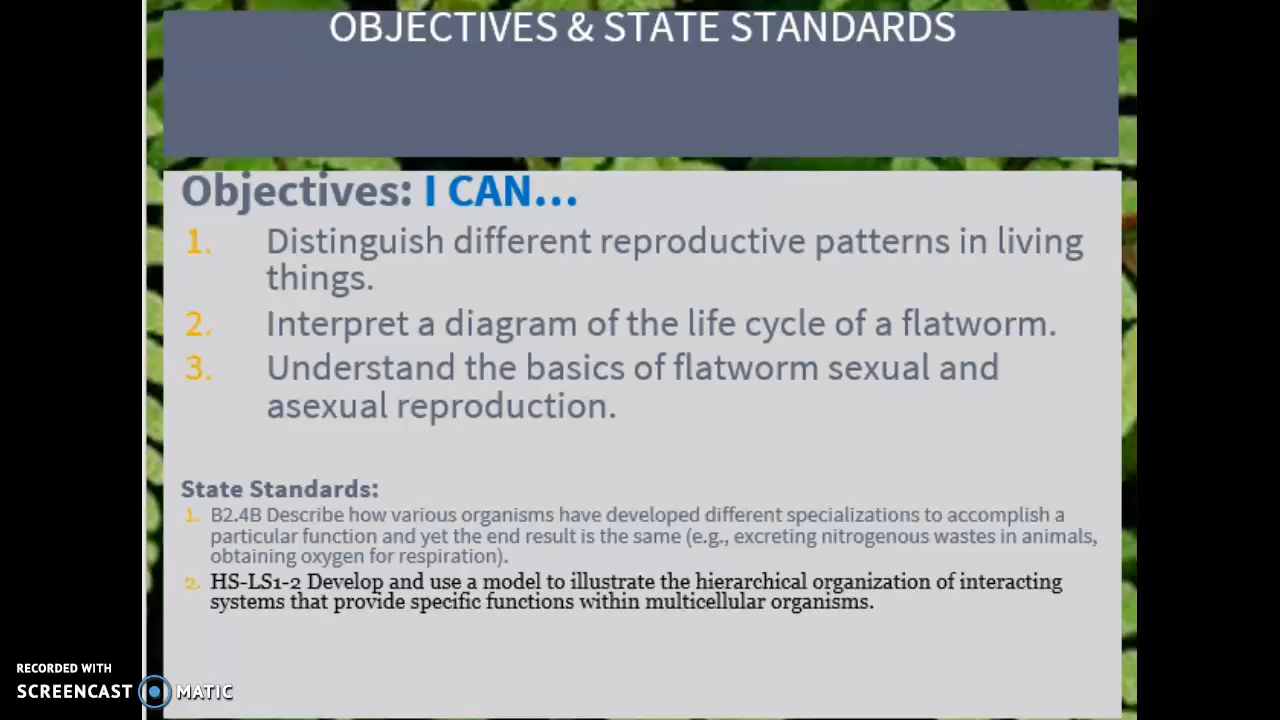 OBJECTIVES & STATE STANDARDS
Objectives: I CAN...
1. Distinguish different reproductive patterns in living
things.
2. Interpret a diagram of the life cycle of a flatworm.
3. Understand the basics of flatworm sexual and
asexual reproduction.
State Standards:
1. B2.4B Describe how various organisms have developed different specializations to accomplish a
particular function and yet the end result is the same (e.g., excreting nitrogenous wastes in animals,
obtaining oxygen for respiration).
2. HS-LS1-2 Develop and use a model to illustrate the hierarchical organization of interacting
systems that provide specific functions within multicellular organisms.
RECORDED WITH
SCREENCAST MATIC